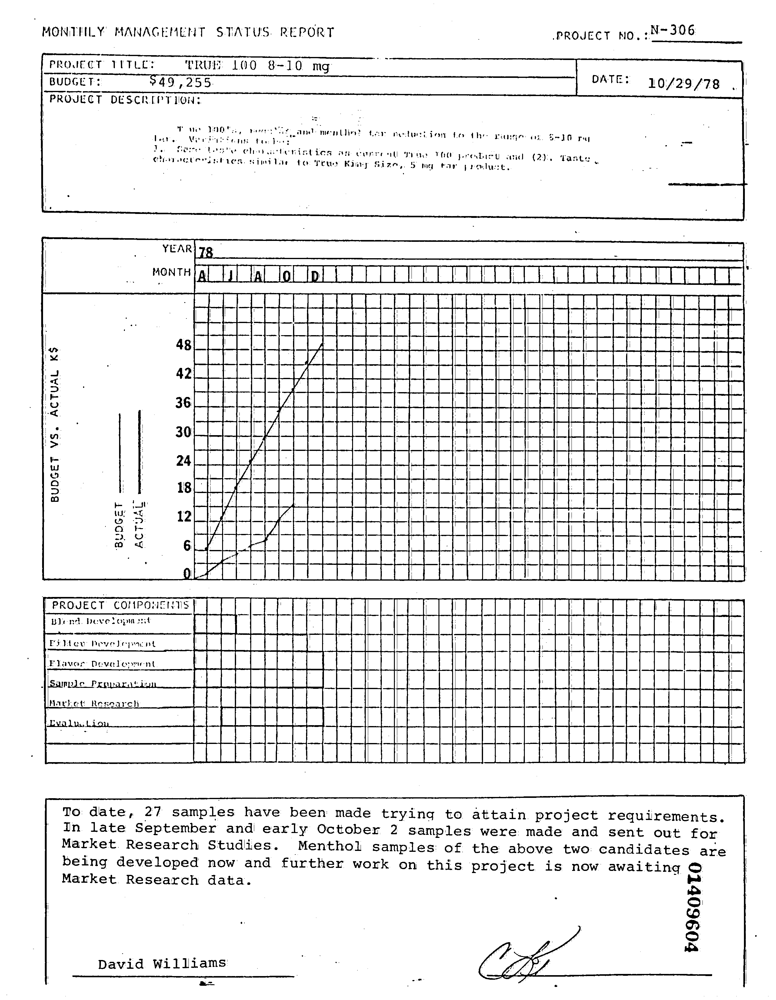 MONTHLY MANAGEMENT STATUS REPORT
PROJECT NO.: N-306
PROJECT TITLE: TRUE 100 8-10 mg
BUDGET: $49,255
DATE: 10/29/78
PROJECT DESCRIPTION:
100's, and menthol tar reduction to the range of
to be:
1. Same taste characteristics as current True 100 product and (2). Taste
characteristics similar to True King Size, 5 mg tar product.
YEAR 78
MONTH A J A O D
BUDGET VS. ACTUAL K$
48
42
36
30
24
18
12
6
0
BUDGET
ACTUAL
PROJECT COMPONENTS
Blend Development
Filter Development
Flavor Development
Sample Preparation
Market Research
Evaluation
To date, 27 samples have been made trying to attain project requirements.
In late September and early October 2 samples were made and sent out for
Market Research Studies. Menthol samples of the above two candidates are
being developed now and further work on this project is now awaiting
Market Research data.
01409604
David Williams